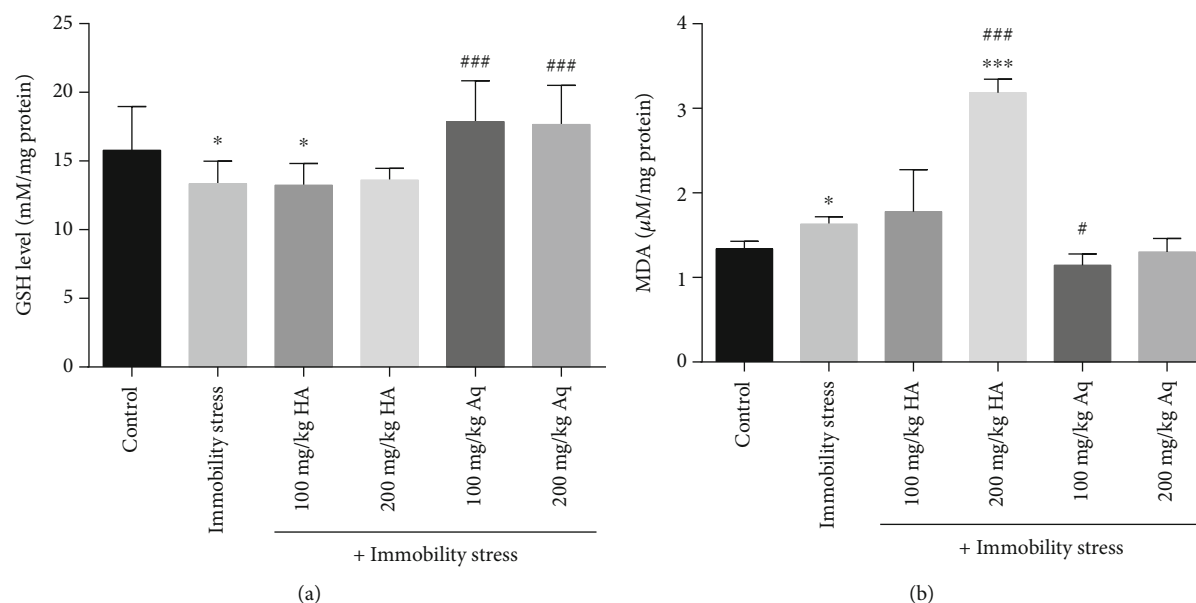 25
20
15
10
5
0
GSH level (mM/mg protein)
*
*
###
###
Control
Immobility stress
100 mg/kg HA
200 mg/kg HA
100 mg/kg Aq
200 mg/kg Aq
+ Immobility stress
(a)
4
3
2
1
0
MDA (μM/mg protein)
*
###
***
#
Control
Immobility stress
100 mg/kg HA
200 mg/kg HA
100 mg/kg Aq
200 mg/kg Aq
+ Immobility stress
(b)